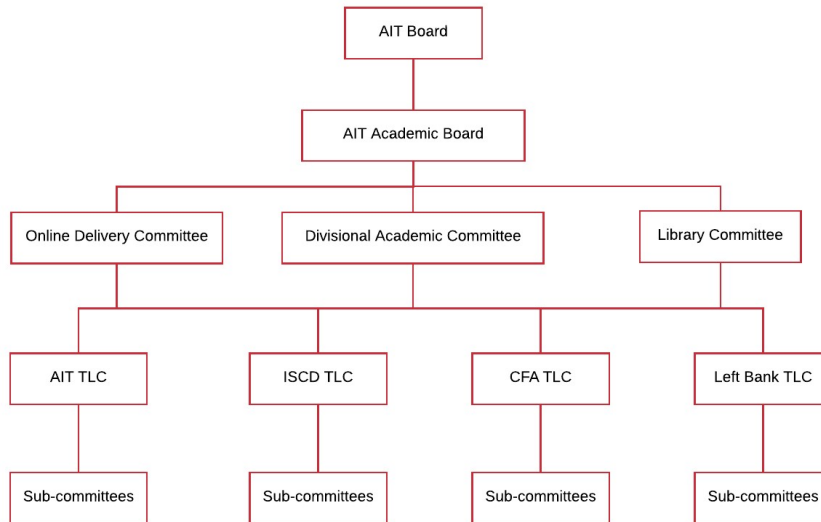 AIT Board
AIT Academic Board
Online Delivery Committee
Divisional Academic Committee
Library Committee
AIT TLC
ISCD TLC
CFA TLC
Left Bank TLC
Sub-committees
Sub-committees
Sub-committees
Sub-committees